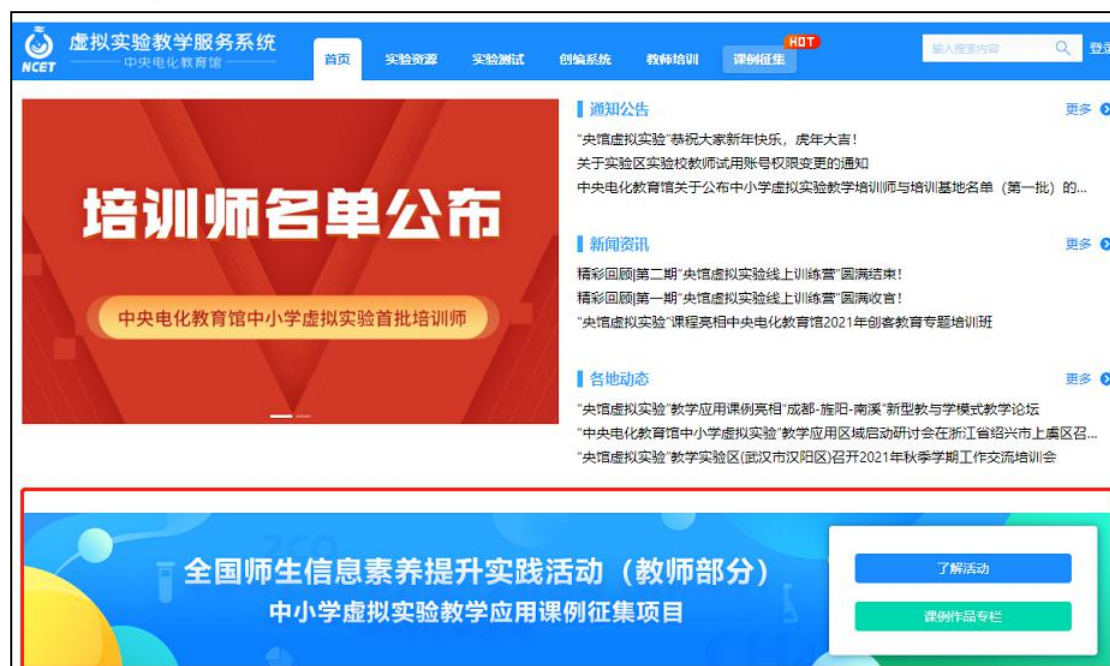 虚拟实验教学服务系统
NCET
中央电化教育馆
首页 实验资源 实验测试 创编系统 教师培训 课例征集 HOT
输入搜索内容
登录
通知公告 更多
"央馆虚拟实验"恭祝大家新年快乐，虎年大吉！
关于实验区实验校教师试用账号权限变更的通知
中央电化教育馆关于公布中小学虚拟实验教学培训师与培训基地名单（第一批）的...
培训师名单公布
中央电化教育馆中小学虚拟实验首批培训师
新闻资讯 更多
精彩回顾|第二期"央馆虚拟实验线上训练营"圆满结束！
精彩回顾|第一期"央馆虚拟实验线上训练营"圆满收官！
"央馆虚拟实验"课程亮相中央电化教育馆2021年创客教育专题培训班
各地动态 更多
"央馆虚拟实验"教学应用课例亮相"成都-旌阳-南溪"新型教与学模式教学论坛
"中央电化教育馆中小学虚拟实验"教学应用区域启动研讨会在浙江省绍兴市上虞区召...
"央馆虚拟实验"教学实验区(武汉市汉阳区)召开2021年秋季学期工作交流培训会
全国师生信息素养提升实践活动（教师部分）
中小学虚拟实验教学应用课例征集项目
了解活动
课例作品专栏